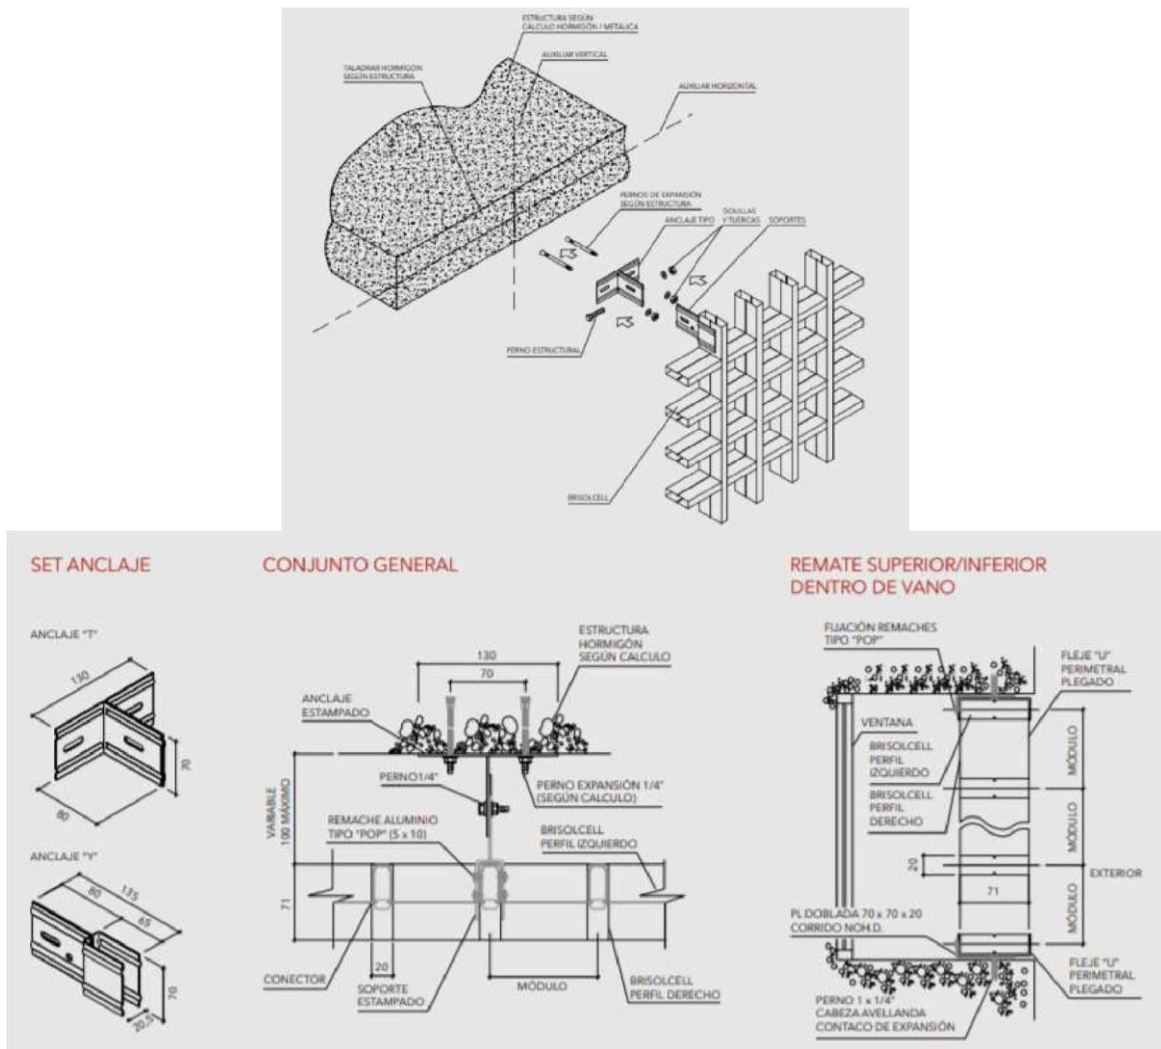 ESTRUCTURA SEGÚN
CALCULO HORMIGÓN / METALICA
AUXILIAR VERTICAL
TALADRAR HORMIGÓN
SEGÚN ESTRUCTURA
AUXILIAR HORIZONTAL
PERNOS DE EXPANSIÓN
SEGÚN ESTRUCTURA
ANCLAJE TIPO
GOLILLAS
Y TUERCAS
SOPORTES
PERNO ESTRUCTURAL
BRISOLCELL
SET ANCLAJE
ANCLAJE "T"
130
70
80
ANCLAJE "Y"
135
80
65
70
20,5
CONJUNTO GENERAL
130
70
ESTRUCTURA
HORMIGÓN
SEGÚN CALCULO
ANCLAJE
ESTAMPADO
PERNO1/4"
PERNO EXPANSIÓN 1/4"
(SEGÚN CALCULO)
VARIABLE
100 MÁXIMO
REMACHE ALUMINIO
TIPO "POP" (5 x 10)
BRISOLCELL
PERFIL IZQUIERDO
71
20
CONECTOR
SOPORTE
ESTAMPADO
MÓDULO
BRISOLCELL
PERFIL DERECHO
REMATE SUPERIOR/INFERIOR
DENTRO DE VANO
FIJACIÓN REMACHES
TIPO "POP"
FLEJE "U"
PERIMETRAL
PLEGADO
VENTANA
BRISOLCELL
PERFIL
IZQUIERDO
BRISOLCELL
PERFIL
DERECHO
MÓDULO
MÓDULO
MÓDULO
20
71
EXTERIOR
PL DOBLADA 70 x 70 x 20
CORRIDO NOH.D.
FLEJE "U"
PERIMETRAL
PLEGADO
PERNO 1 x 1/4"
CABEZA AVELLANDA
CONTACO DE EXPANSIÓN